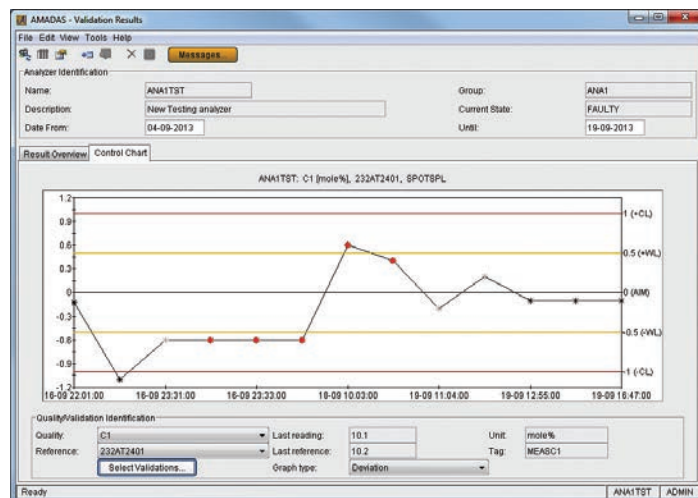 AMADAS - Validation Results
File Edit View Tools Help
Messages...
Analyzer Identification
Name: ANA1TST Group: ANA1
Description: New Testing analyzer Current State: FAULTY
Date From: 04-09-2013 Until: 19-09-2013
Result Overview Control Chart
ANA1TST: C1 [mole%], 232AT2401, SPOTSPL
1.2
0.9 1 (+CL)
0.6 0.5 (+WL)
0.3
0 0 (AIM)
-0.3
-0.6 -0.5 (-WL)
-0.9 -1 (-CL)
-1.2
16-09 22:01:00 16-09 23:31:00 16-09 23:33:00 18-09 10:03:00 19-09 11:04:00 19-09 12:55:00 19-09 16:47:00
Quality/Validation Identification
Quality: C1 Last reading: 10.1 Unit: mole%
Reference: 232AT2401 Last reference: 10.2 Tag: MEASC1
Select Validations... Graph type: Deviation
Ready ANA1TST ADMIN